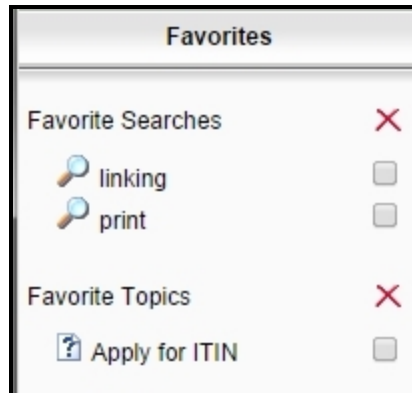 Favorites
Favorite Searches
linking
print
Favorite Topics
Apply for ITIN